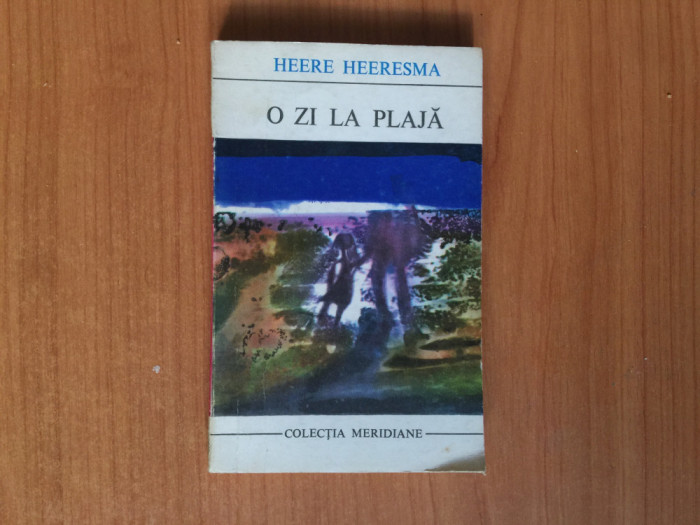 HEERE HEERESMA
O ZI LA PLAJĂ
COLECȚIA MERIDIANE